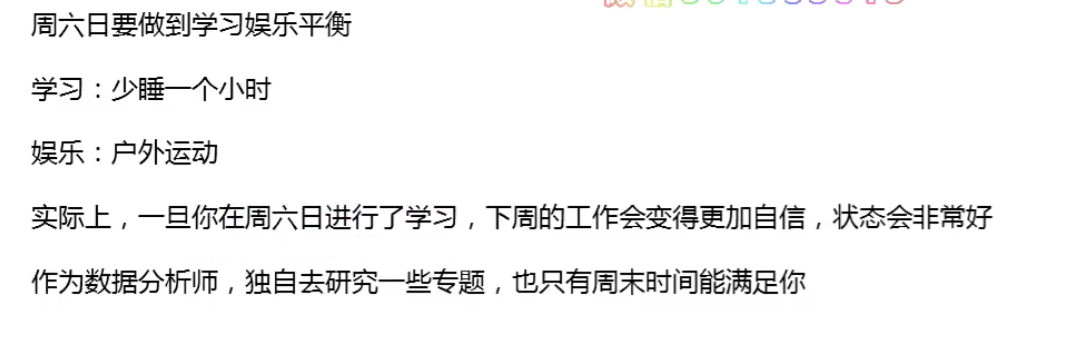 周六日要做到学习娱乐平衡
学习：少睡一个小时
娱乐：户外运动
实际上，一旦你在周六日进行了学习，下周的工作会变得更加自信，状态会非常好
作为数据分析师，独自去研究一些专题，也只有周末时间能满足你